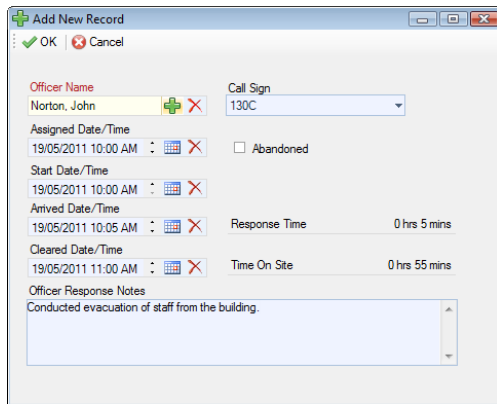 Add New Record
OK Cancel
Officer Name Call Sign
Norton, John 130C
Assigned Date/Time
19/05/2011 10:00 AM Abandoned
Start Date/Time
19/05/2011 10:00 AM
Arrived Date/Time
19/05/2011 10:05 AM Response Time 0 hrs 5 mins
Cleared Date/Time
19/05/2011 11:00 AM Time On Site 0 hrs 55 mins
Officer Response Notes
Conducted evacuation of staff from the building.